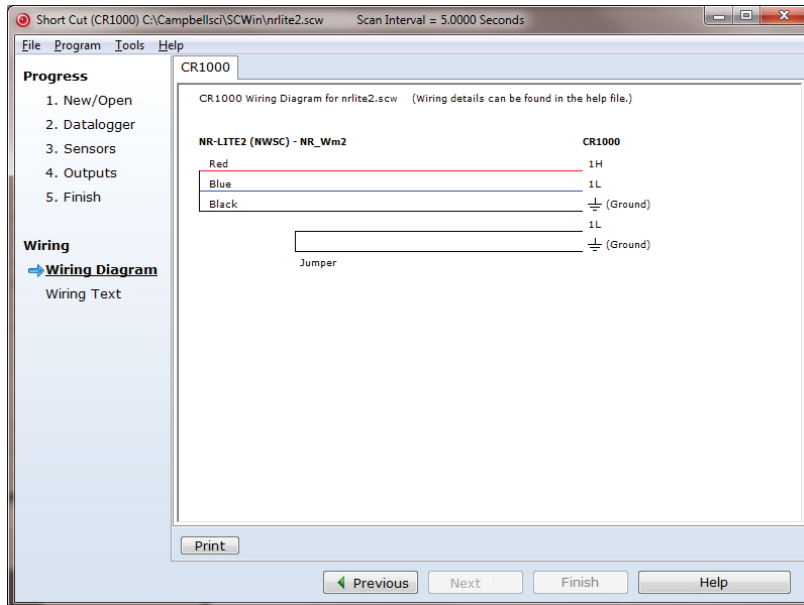 Short Cut (CR1000) C:\Campbellsci\SCWin\nrlite2.scw Scan Interval = 5.0000 Seconds
File Program Tools Help
Progress
1. New/Open
2. Datalogger
3. Sensors
4. Outputs
5. Finish
Wiring
Wiring Diagram
Wiring Text
CR1000
CR1000 Wiring Diagram for nrlite2.scw (Wiring details can be found in the help file.)
NR-LITE2 (NWSC) - NR_Wm2 CR1000
Red 1H
Blue 1L
Black (Ground)
1L
(Ground)
Jumper
Print
Previous Next Finish Help